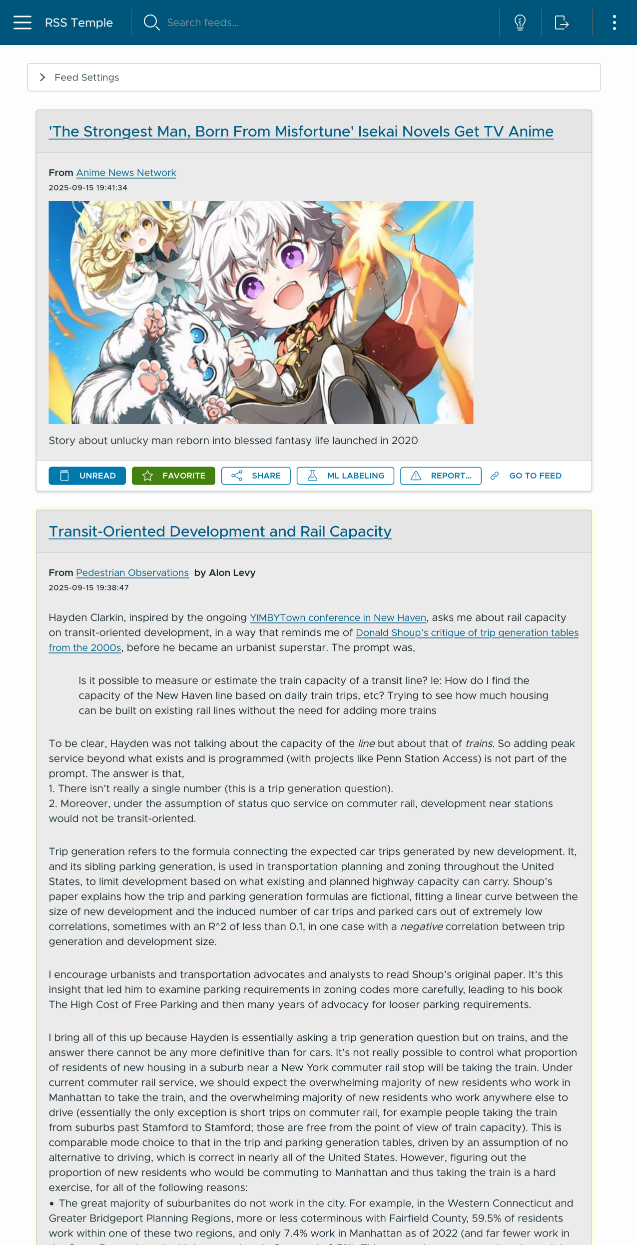 RSS Temple
Search feeds...
Feed Settings
'The Strongest Man, Born From Misfortune' Isekai Novels Get TV Anime
From Anime News Network
2025-09-15 19:41:34
Story about unlucky man reborn into blessed fantasy life launched in 2020
UNREAD
FAVORITE
SHARE
ML LABELING
REPORT...
GO TO FEED
Transit-Oriented Development and Rail Capacity
From Pedestrian Observations by Alon Levy
2025-09-15 19:38:47
Hayden Clarkin, inspired by the ongoing YIMBYTown conference in New Haven, asks me about rail capacity
on transit-oriented development, in a way that reminds me of Donald Shoup's critique of trip generation tables
from the 2000s, before he became an urbanist superstar. The prompt was,
Is it possible to measure or estimate the train capacity of a transit line? Ie: How do I find the
capacity of the New Haven line based on daily train trips, etc? Trying to see how much housing
can be built on existing rail lines without the need for adding more trains
To be clear, Hayden was not talking about the capacity of the line but about that of trains. So adding peak
service beyond what exists and is programmed (with projects like Penn Station Access) is not part of the
prompt. The answer is that,
1. There isn't really a single number (this is a trip generation question).
2. Moreover, under the assumption of status quo service on commuter rail, development near stations
would not be transit-oriented.
Trip generation refers to the formula connecting the expected car trips generated by new development. It,
and its sibling parking generation, is used in transportation planning and zoning throughout the United
States, to limit development based on what existing and planned highway capacity can carry. Shoup's
paper explains how the trip and parking generation formulas are fictional, fitting a linear curve between the
size of new development and the induced number of car trips and parked cars out of extremely low
correlations, sometimes with an R^2 of less than 0.1, in one case with a negative correlation between trip
generation and development size.
I encourage urbanists and transportation advocates and analysts to read Shoup's original paper. It's this
insight that led him to examine parking requirements in zoning codes more carefully, leading to his book
The High Cost of Free Parking and then many years of advocacy for looser parking requirements.
I bring all of this up because Hayden is essentially asking a trip generation question but on trains, and the
answer there cannot be any more definitive than for cars. It's not really possible to control what proportion
of residents of new housing in a suburb near a New York commuter rail stop will be taking the train. Under
current commuter rail service, we should expect the overwhelming majority of new residents who work in
Manhattan to take the train, and the overwhelming majority of new residents who work anywhere else to
drive (essentially the only exception is short trips on commuter rail, for example people taking the train
from suburbs past Stamford to Stamford; those are free from the point of view of train capacity). This is
comparable mode choice to that in the trip and parking generation tables, driven by an assumption of no
alternative to driving, which is correct in nearly all of the United States. However, figuring out the
proportion of new residents who would be commuting to Manhattan and thus taking the train is a hard
exercise, for all of the following reasons:
• The great majority of suburbanites do not work in the city. For example, in the Western Connecticut and
Greater Bridgeport Planning Regions, more or less coterminous with Fairfield County, 59.5% of residents
work within one of these two regions, and only 7.4% work in Manhattan as of 2022 (and far fewer work in